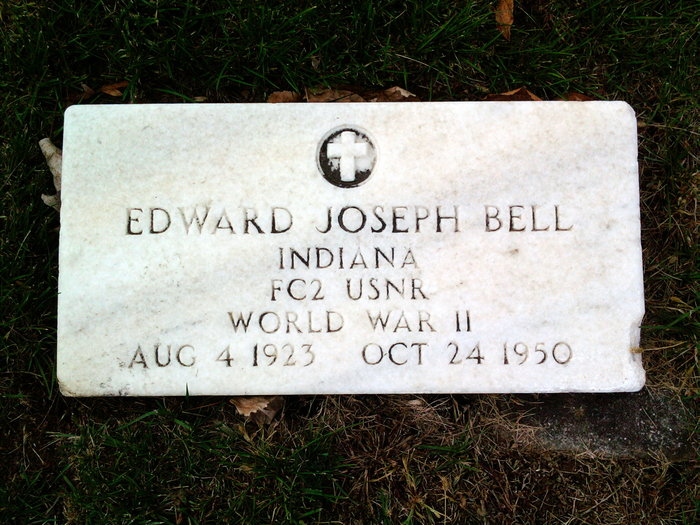 EDWARD JOSEPH BELL
INDIANA
FC2 USNR
WORLD WAR II
AUG 4 1923 OCT 24 1950